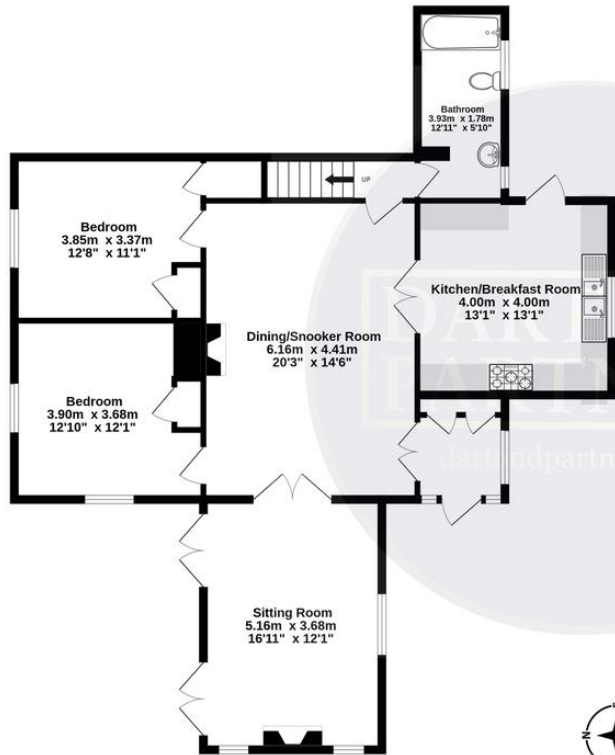 Bathroom
3.93m x 1.78m
12'11" x 5'10"
UP
Bedroom
3.85m x 3.37m
12'8" x 11'1"
Kitchen/Breakfast Room
4.00m x 4.00m
13'1" x 13'1"
Dining/Snooker Room
6.16m x 4.41m
20'3" x 14'6"
Bedroom
3.90m x 3.68m
12'10" x 12'1"
DART
PARTN
dartandpartn
Sitting Room
5.16m x 3.68m
16'11" x 12'1"
N